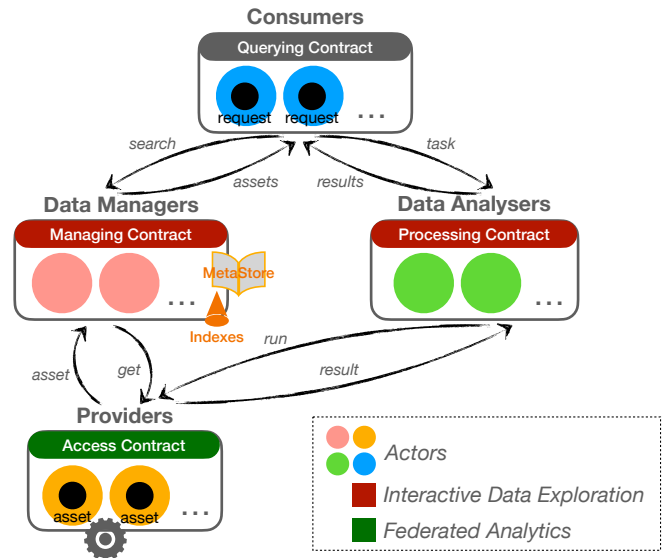 Consumers
Querying Contract
request request ...
search
task
assets
results
Data Managers
Data Analysers
Managing Contract
Processing Contract
MetaStore
...
...
Indexes
run
asset
get
result
Providers
Access Contract
asset asset ...
Actors
Interactive Data Exploration
Federated Analytics